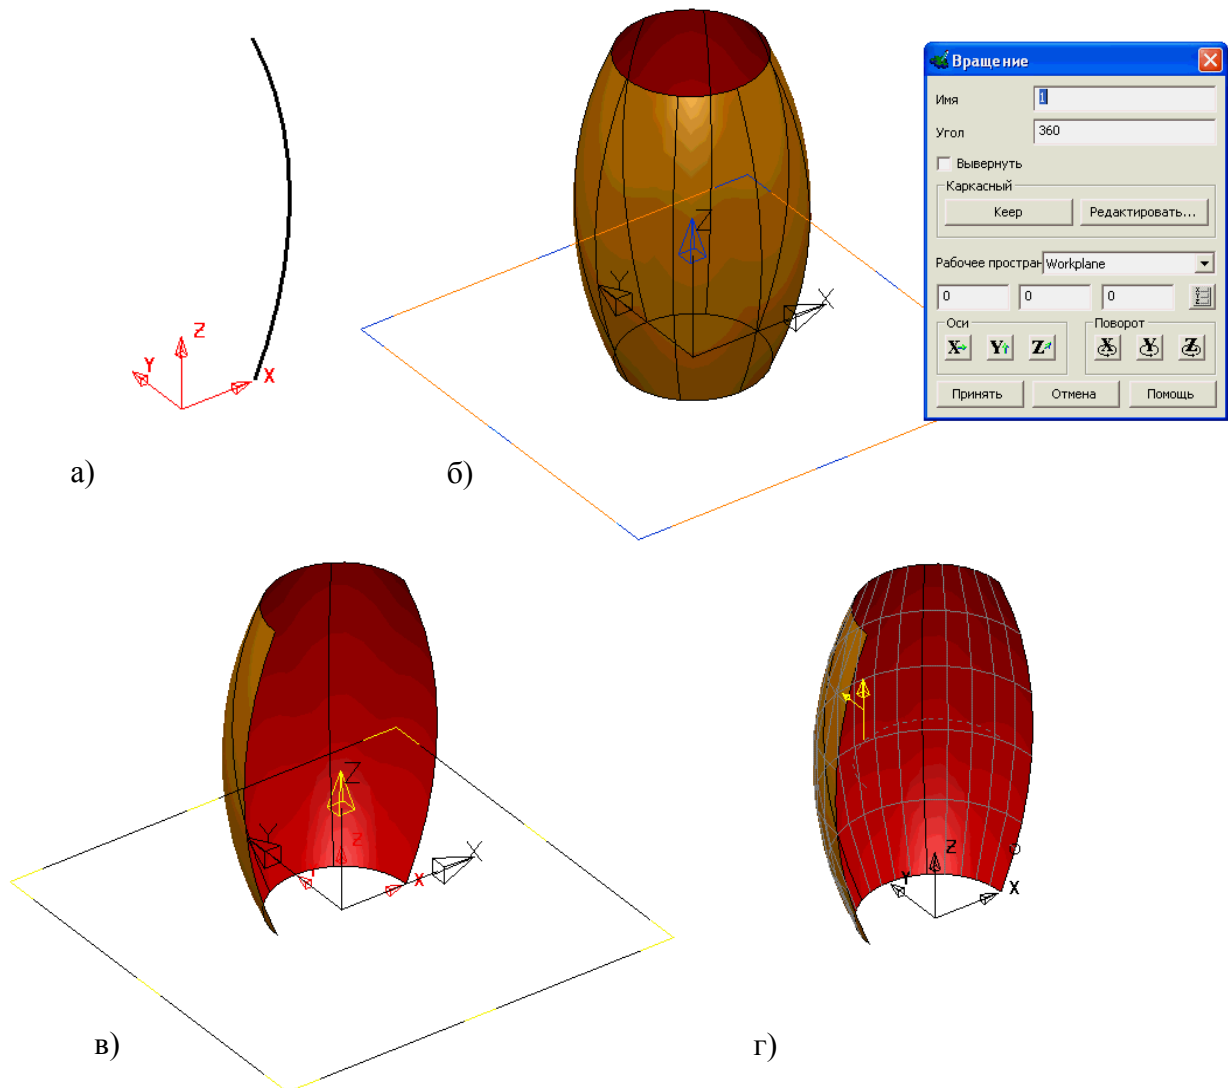 Z
Y
X
а)
Z
Y
X
б)
Вращение
Имя
1
Угол
360
Вывернуть
Каркасный
Keep
Редактировать...
Рабочее простран
Workplane
0 0 0
Оси
Поворот
X Y Z
X Y Z
Принять Отмена Помощь
Z
Y
X
Z
Y
X
в)
Z
Y
X
г)